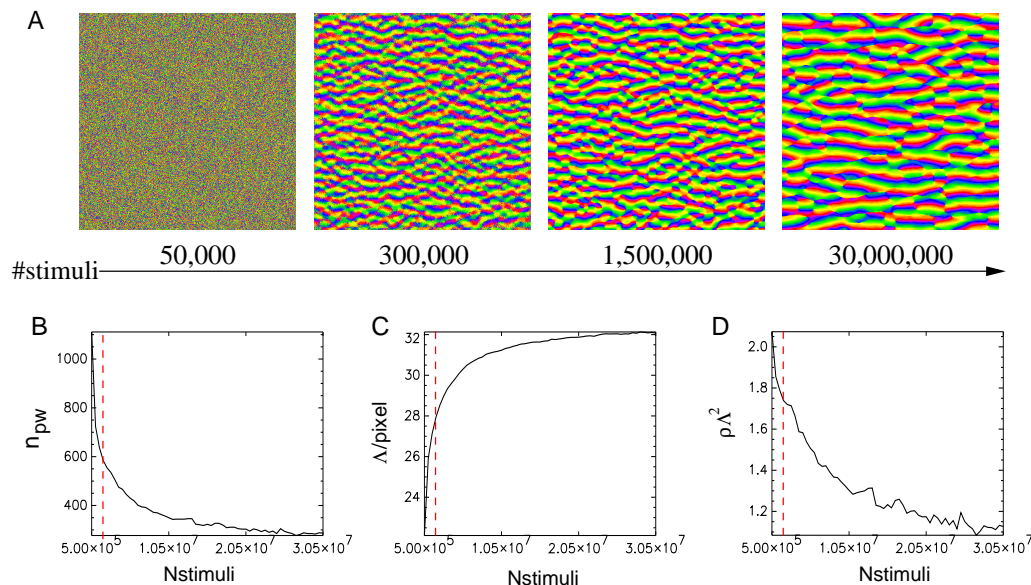 A
#stimuli 50,000 300,000 1,500,000 30,000,000
B
n_pw
1000
800
600
400
5.00×10^5 1.05×10^7 2.05×10^7 3.05×10^7
Nstimuli
C
Λ/pixel
32
30
28
26
24
22
5.00×10^5 1.05×10^7 2.05×10^7 3.05×10^7
Nstimuli
D
ρΛ²
2.0
1.8
1.6
1.4
1.2
5.00×10^5 1.05×10^7 2.05×10^7 3.05×10^7
Nstimuli